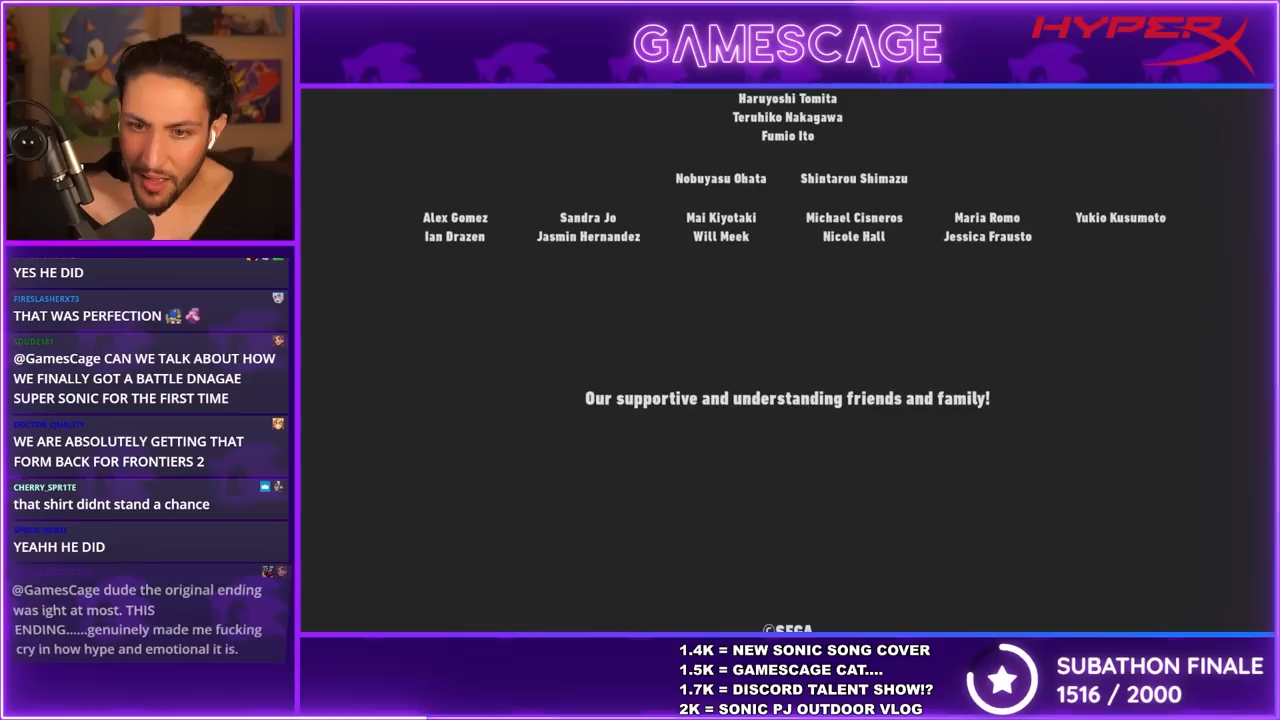 GAMESCAGE
HYPERX
Haruyoshi Tomita
Teruhiko Nakagawa
Fumio Ito
Nobuyasu Ohata
Shintarou Shimazu
Alex Gomez
Sandra Jo
Mai Kiyotaki
Michael Cisneros
Maria Romo
Yukio Kusumoto
Ian Drazen
Jasmin Hernandez
Will Meek
Nicole Hall
Jessica Frausto
Our supportive and understanding friends and family!
©SEGA
YES HE DID
FIRESLASHERX73
THAT WAS PERFECTION
SDUDE181
@GamesCage CAN WE TALK ABOUT HOW
WE FINALLY GOT A BATTLE DNAGAE
SUPER SONIC FOR THE FIRST TIME
DOCTOR_QUALITY
WE ARE ABSOLUTELY GETTING THAT
FORM BACK FOR FRONTIERS 2
CHERRY_SPR1TE
that shirt didnt stand a chance
YEAHH HE DID
@GamesCage dude the original ending
was ight at most. THIS
ENDING......genuinely made me fucking
cry in how hype and emotional it is.
1.4K = NEW SONIC SONG COVER
1.5K = GAMESCAGE CAT....
1.7K = DISCORD TALENT SHOW!?
2K = SONIC PJ OUTDOOR VLOG
SUBATHON FINALE
1516 / 2000